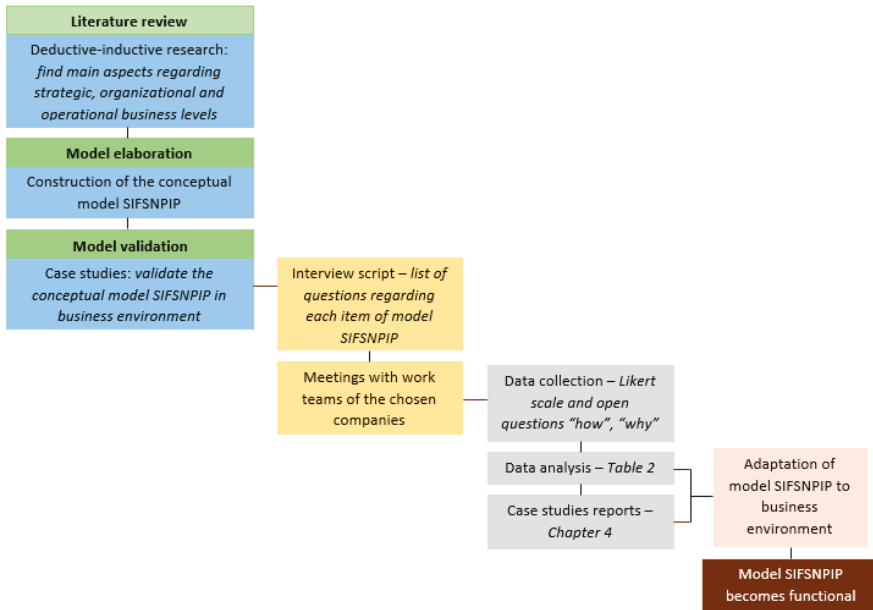 Literature review
Deductive-inductive research:
find main aspects regarding
strategic, organizational and
operational business levels
Model elaboration
Construction of the conceptual
model SIFSNPIP
Model validation
Case studies: validate the
conceptual model SIFSNPIP in
business environment
Interview script – list of
questions regarding
each item of model
SIFSNPIP
Meetings with work
teams of the chosen
companies
Data collection – Likert
scale and open
questions “how”, “why”
Data analysis – Table 2
Case studies reports –
Chapter 4
Adaptation of
model SIFSNPIP to
business
environment
Model SIFSNPIP
becomes functional